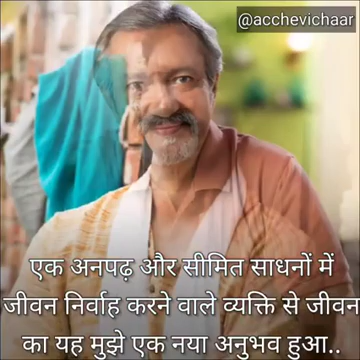 @acchevichaar
एक अनपढ़ और सीमित साधनों में
जीवन निर्वाह करने वाले व्यक्ति से जीवन
का यह मुझे एक नया अनुभव हुआ..